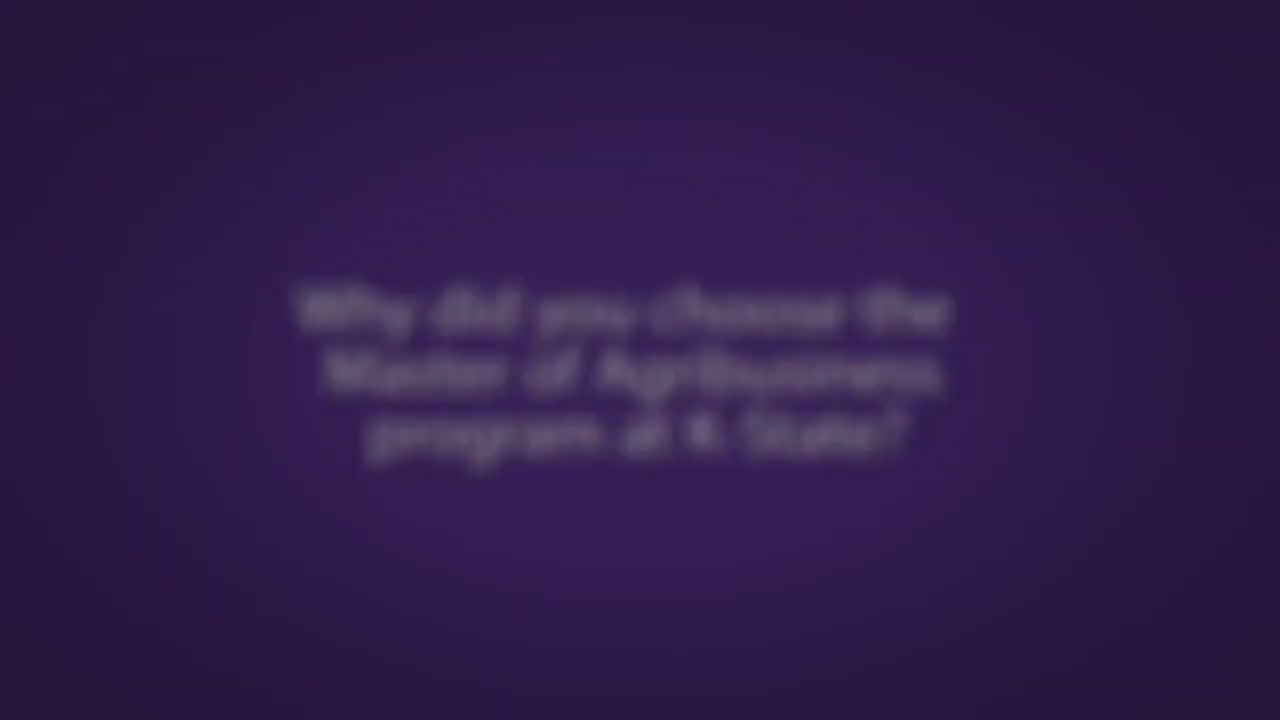 Why did you choose the
Master of Agribusiness
program at K-State?